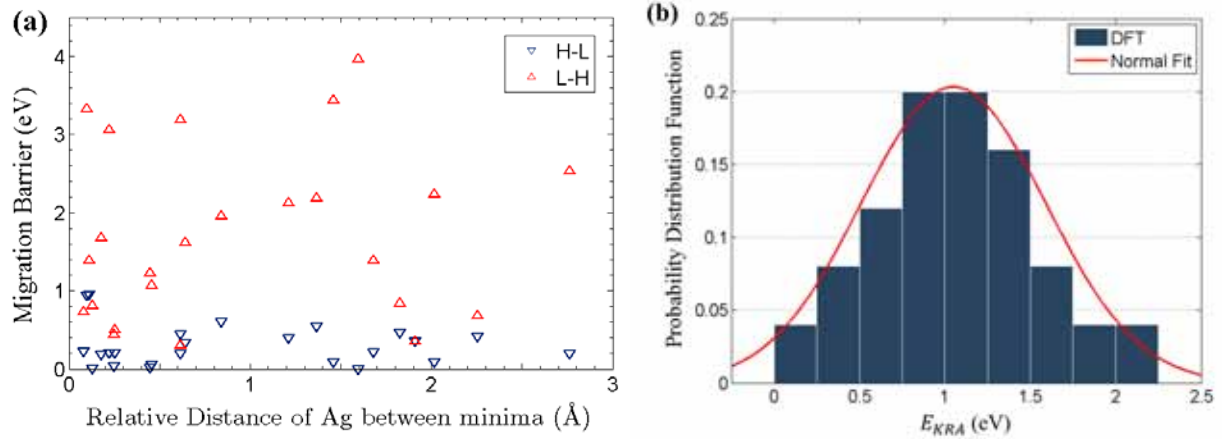 (a)
H-L
L-H
Migration Barrier (eV)
4
3
2
1
0
0
1
2
3
Relative Distance of Ag between minima (Å)
(b)
DFT
Normal Fit
Probability Distribution Function
0.25
0.2
0.15
0.1
0.05
0
0
0.5
1
1.5
2
2.5
E_KRA (eV)